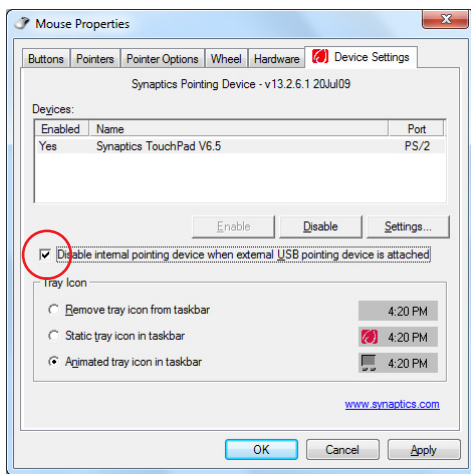 Mouse Properties
Buttons Pointers Pointer Options Wheel Hardware Device Settings
Synaptics Pointing Device - v13.2.6.1 20Jul09
Devices:
Enabled Name Port
Yes Synaptics TouchPad V6.5 PS/2
Enable Disable Settings...
Disable internal pointing device when external USB pointing device is attached
Tray Icon
Remove tray icon from taskbar 4:20 PM
Static tray icon in taskbar 4:20 PM
Animated tray icon in taskbar 4:20 PM
www.synaptics.com
OK Cancel Apply